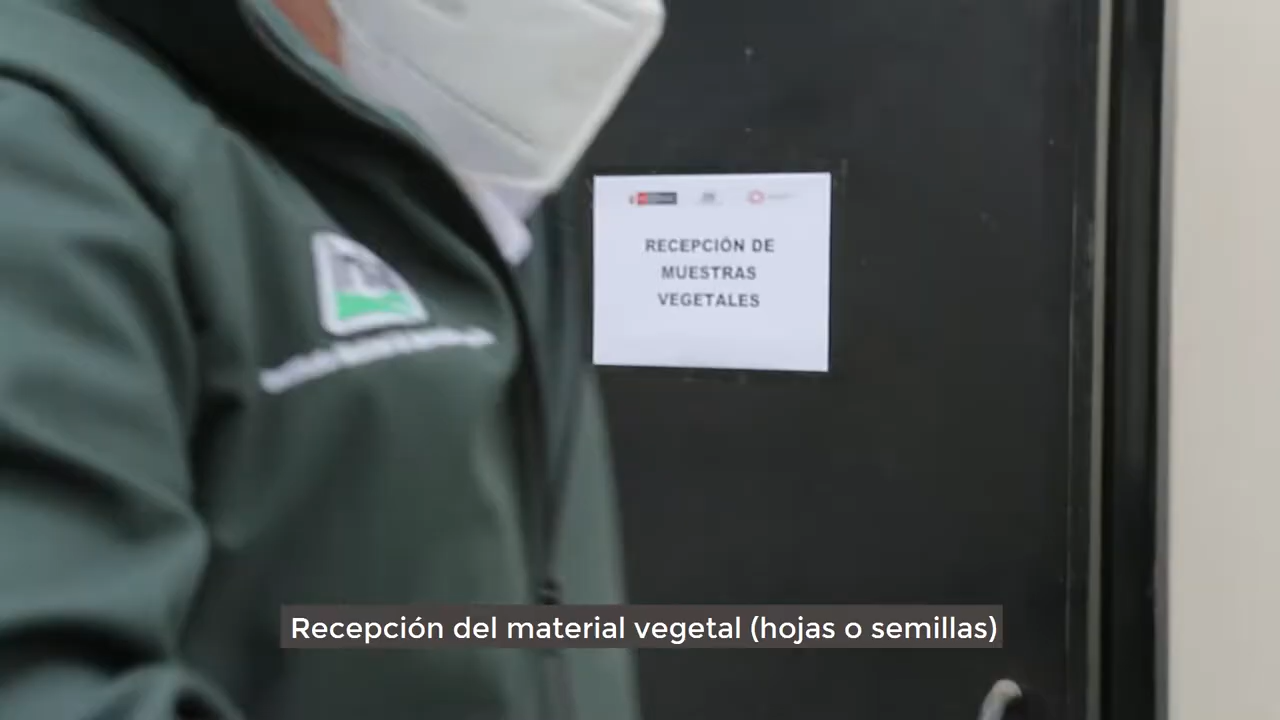 RECEPCIÓN DE
MUESTRAS
VEGETALES
Recepción del material vegetal (hojas o semillas)